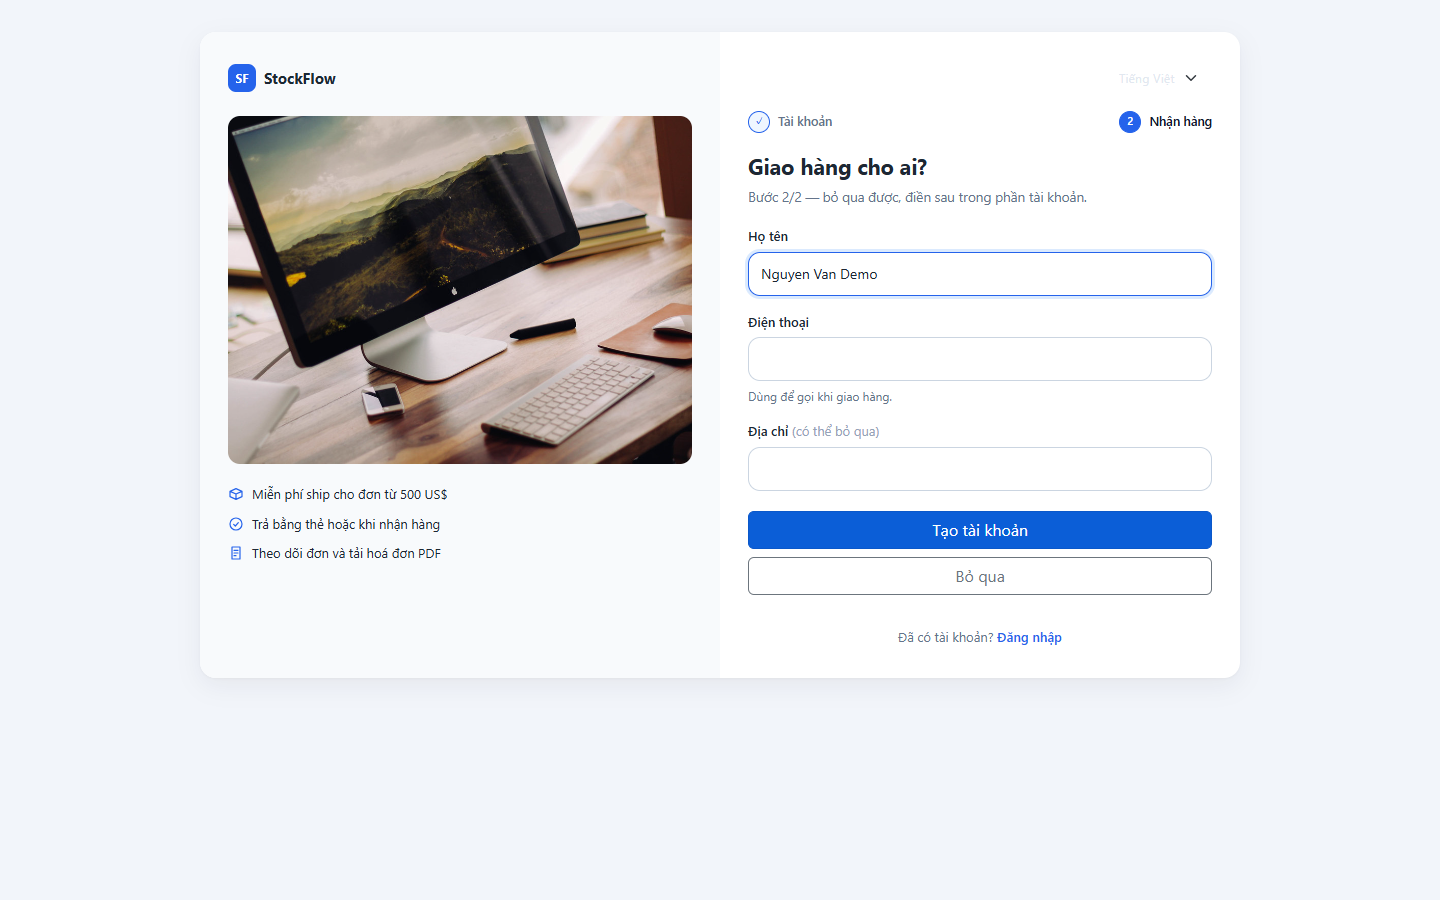 SF StockFlow
Miễn phí ship cho đơn từ 500 US$
Trả bằng thẻ hoặc khi nhận hàng
Theo dõi đơn và tải hoá đơn PDF
Tiếng Việt
✓ Tài khoản
2 Nhận hàng
Giao hàng cho ai?
Bước 2/2 — bỏ qua được, điền sau trong phần tài khoản.
Họ tên
Nguyen Van Demo
Điện thoại
Dùng để gọi khi giao hàng.
Địa chỉ (có thể bỏ qua)
Tạo tài khoản
Bỏ qua
Đã có tài khoản? Đăng nhập